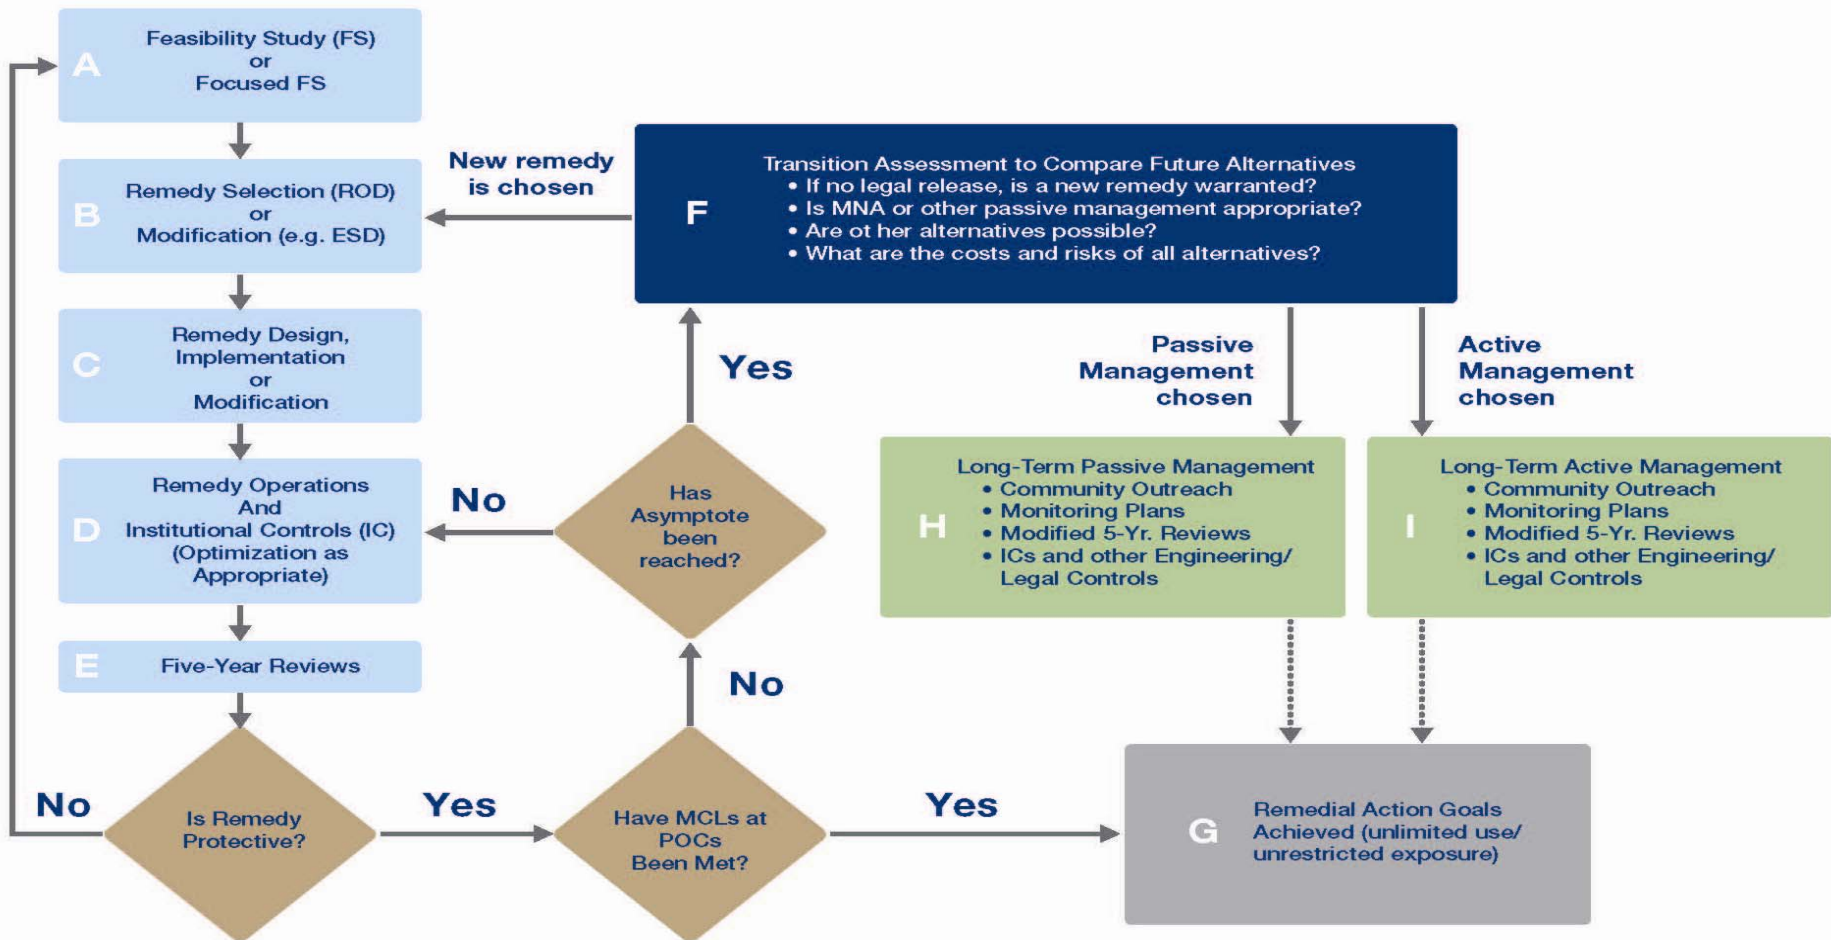 A
Feasibility Study (FS)
or
Focused FS
B
Remedy Selection (ROD)
or
Modification (e.g. ESD)
C
Remedy Design,
Implementation
or
Modification
D
Remedy Operations
And
Institutional Controls (IC)
(Optimization as
Appropriate)
E
Five-Year Reviews
No
Is Remedy
Protective?
Yes
Have MCLs at
POCs
Been Met?
Yes
No
Has
Asymptote
been
reached?
No
Yes
New remedy
is chosen
F
Transition Assessment to Compare Future Alternatives
• If no legal release, is a new remedy warranted?
• Is MNA or other passive management appropriate?
• Are ot her alternatives possible?
• What are the costs and risks of all alternatives?
Passive
Management
chosen
Active
Management
chosen
H
Long-Term Passive Management
• Community Outreach
• Monitoring Plans
• Modified 5-Yr. Reviews
• ICs and other Engineering/
Legal Controls
I
Long-Term Active Management
• Community Outreach
• Monitoring Plans
• Modified 5-Yr. Reviews
• ICs and other Engineering/
Legal Controls
G
Remedial Action Goals
Achieved (unlimited use/
unrestricted exposure)